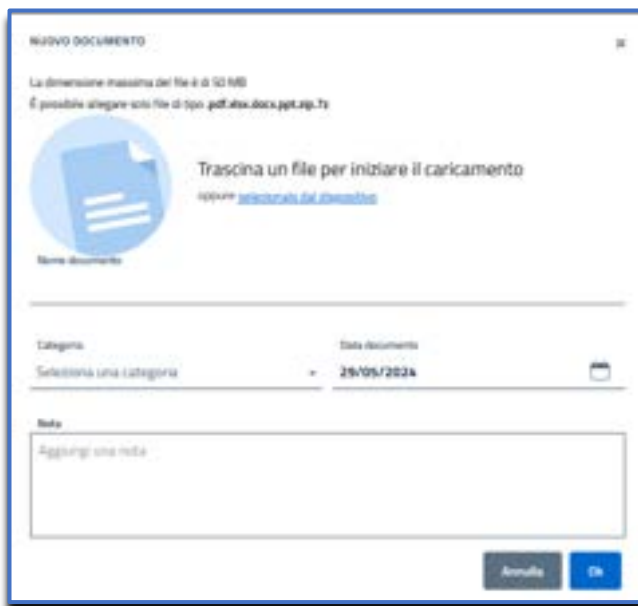 NUOVO DOCUMENTO
La dimensione massima del file è di 50 MB
È possibile allegare solo file di tipo .pdf.xlsx.docx.ppt.zip.7z
Trascina un file per iniziare il caricamento
oppure selezionalo dal dispositivo
Nome documento
Categoria
Data documento
Seleziona una categoria
29/05/2024
Nota
Aggiungi una nota
Annulla
Ok